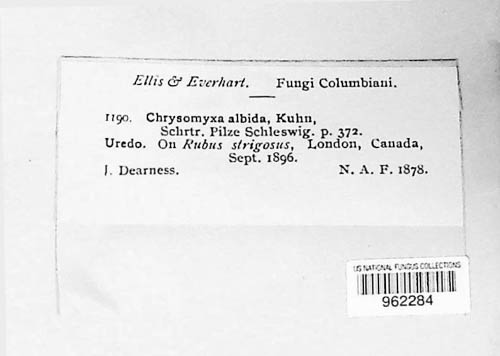 Ellis & Everhart. Fungi Columbiani.
1190. Chrysomyxa albida, Kuhn,
Schrtr. Pilze Schleswig. p. 372.
Uredo. On Rubus strigosus, London, Canada,
Sept. 1896.
J. Dearness. N. A. F. 1878.
US NATIONAL FUNGUS COLLECTIONS
962284